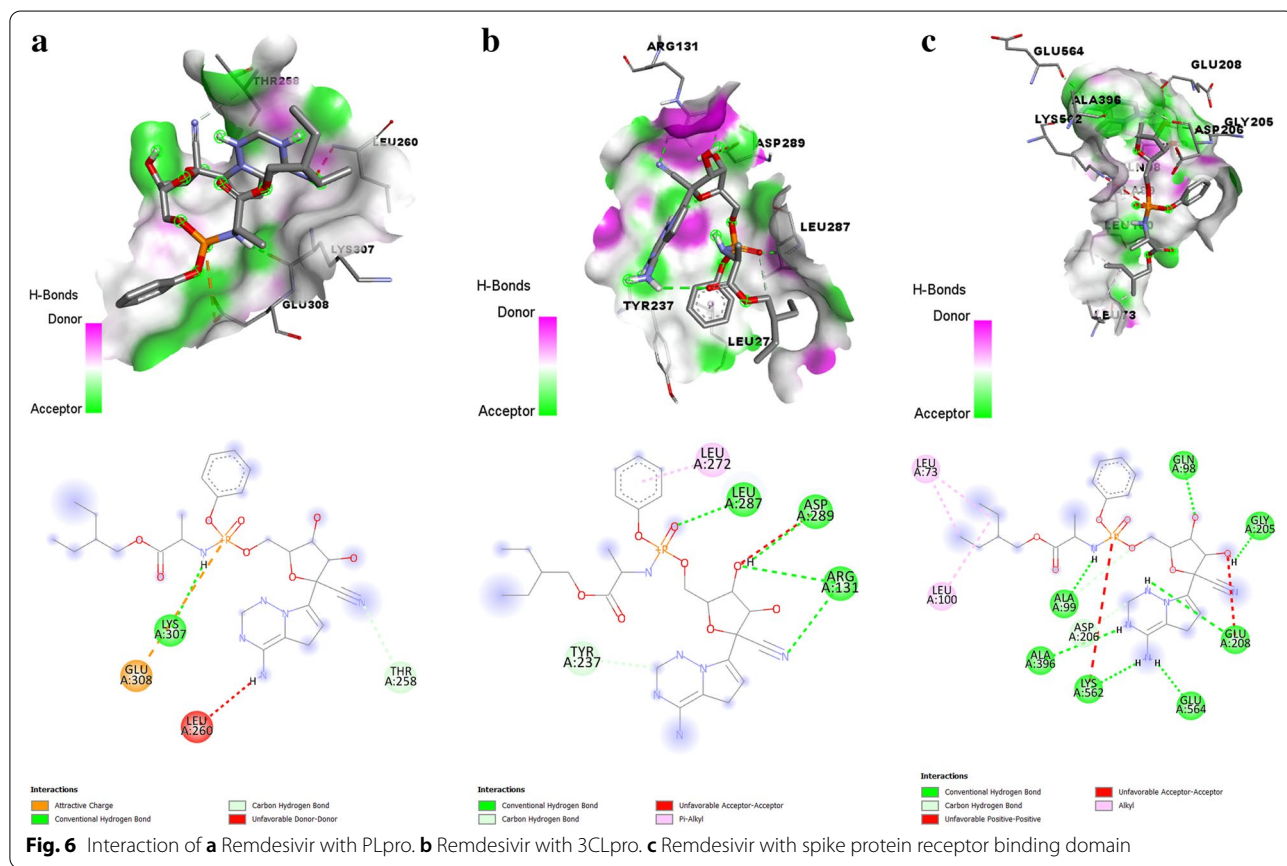 a
THR258
LEU260
LYS307
GLU308
H-Bonds
Donor
Acceptor
b
ARG131
ASP289
LEU287
TYR237
H-Bonds
Donor
Acceptor
c
GLU564
GLU208
ALA396
GLY205
LYS562
ASP206
LEU100
LEU73
H-Bonds
Donor
Acceptor
P
O
O
O
O
O
O
O
O
N
H
N
N
N
N
N
H
LYS
A:307
GLU
A:308
LEU
A:260
THR
A:258
Interactions
Attractive Charge
Conventional Hydrogen Bond
Carbon Hydrogen Bond
Unfavorable Donor-Donor
LEU
A:272
LEU
A:287
ASP
A:289
ARG
A:131
TYR
A:237
H
Interactions
Conventional Hydrogen Bond
Carbon Hydrogen Bond
Unfavorable Acceptor-Acceptor
Pi-Alkyl
LEU
A:73
LEU
A:100
GLN
A:98
GLY
A:205
ALA
A:99
ASP
A:206
GLU
A:208
ALA
A:396
LYS
A:562
GLU
A:564
Interactions
Conventional Hydrogen Bond
Carbon Hydrogen Bond
Unfavorable Positive-Positive
Unfavorable Acceptor-Acceptor
Alkyl
Fig. 6 Interaction of a Remdesivir with PLpro. b Remdesivir with 3CLpro. c Remdesivir with spike protein receptor binding domain